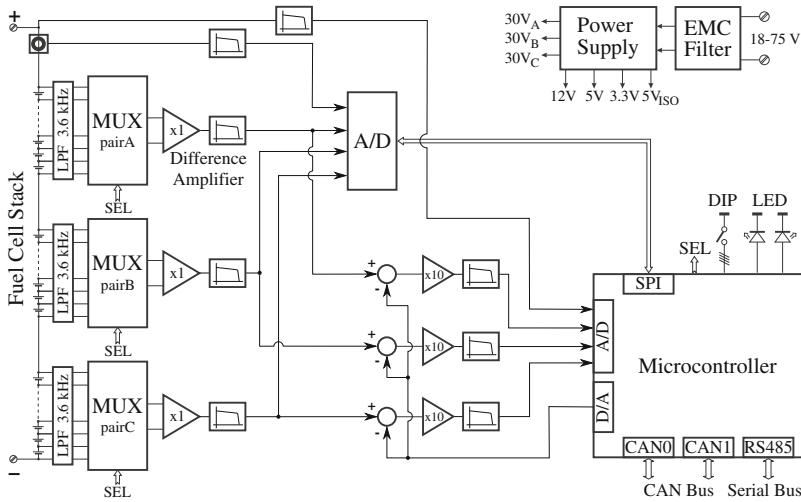 +
30V_A
30V_B
30V_C
Power
Supply
EMC
Filter
18-75 V
12V
5V
3.3V
5V_ISO
Fuel Cell Stack
LPF 3.6 kHz
MUX
pairA
x1
Difference
Amplifier
A/D
SEL
LPF 3.6 kHz
MUX
pairB
x1
SEL
LPF 3.6 kHz
MUX
pairC
x1
SEL
−
+
-
x10
+
-
x10
+
-
x10
DIP
LED
SEL
SPI
A/D
D/A
Microcontroller
CAN0
CAN1
RS485
CAN Bus
Serial Bus